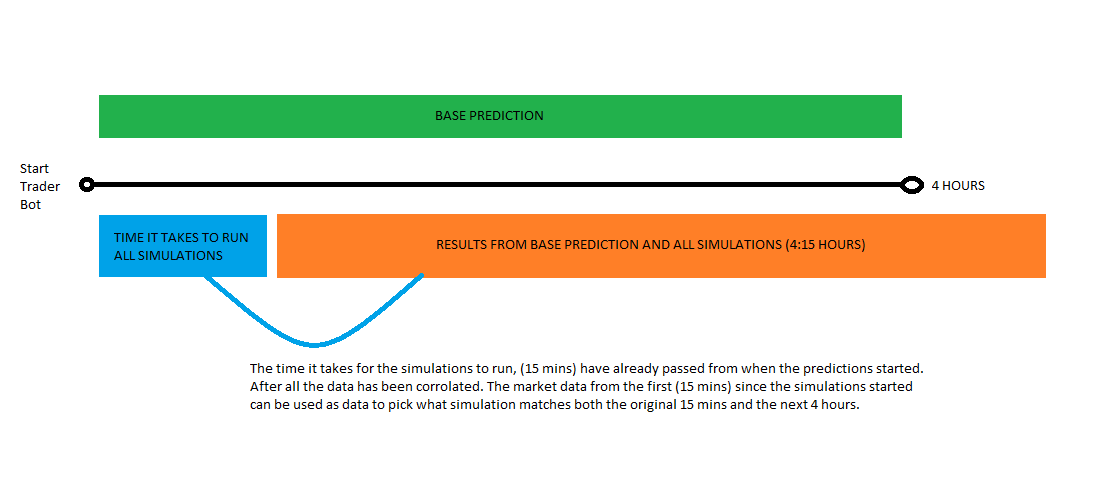 BASE PREDICTION
Start
Trader
Bot
4 HOURS
TIME IT TAKES TO RUN
ALL SIMULATIONS
RESULTS FROM BASE PREDICTION AND ALL SIMULATIONS (4:15 HOURS)
The time it takes for the simulations to run, (15 mins) have already passed from when the predictions started.
After all the data has been corrolated. The market data from the first (15 mins) since the simulations started
can be used as data to pick what simulation matches both the original 15 mins and the next 4 hours.